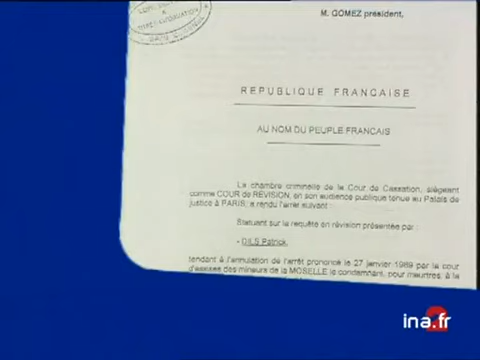 M. GOMEZ président,
REPUBLIQUE FRANCAISE
AU NOM DU PEUPLE FRANCAIS
La chambre criminelle de la Cour de Cassation, siégeant
comme COUR de REVISION, en son audience publique tenue au Palais de
justice à PARIS, a rendu l'arrêt suivant :
Statuant sur la requête en révision présentée par :
- DILS Patrick,
tendant à l'annulation de l'arrêt prononcé le 27 janvier 1989 par la cour
d'assises des mineurs de la MOSELLE le condamnant, pour meurtres, à la
ina.fr
2